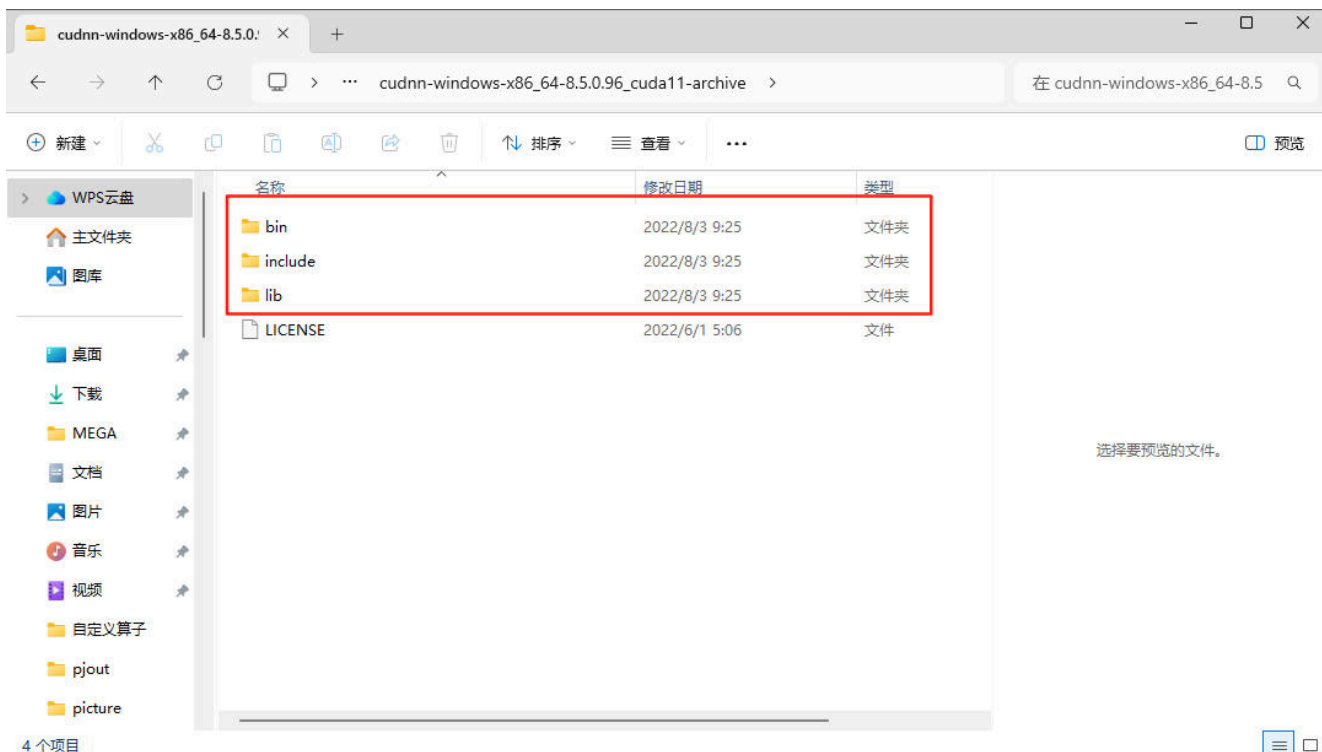 cudnn-windows-x86_64-8.5.0.9
cudnn-windows-x86_64-8.5.0.96_cuda11-archive
在 cudnn-windows-x86_64-8.5
新建 排序 查看 预览
名称 修改日期 类型
WPS云盘
主文件夹
图库
桌面
下载
MEGA
文档
图片
音乐
视频
自定义算子
pjout
picture
bin 2022/8/3 9:25 文件夹
include 2022/8/3 9:25 文件夹
lib 2022/8/3 9:25 文件夹
LICENSE 2022/6/1 5:06 文件
选择要预览的文件。
4 个项目